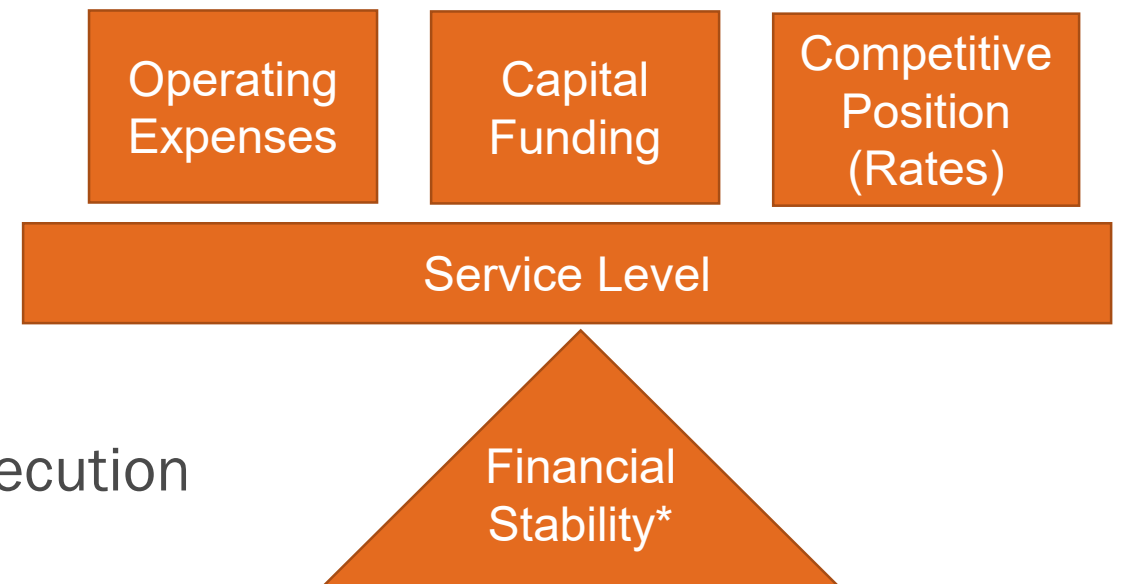 Operating
Expenses
Capital
Funding
Competitive
Position
(Rates)
Service Level
ecution
Financial
Stability*